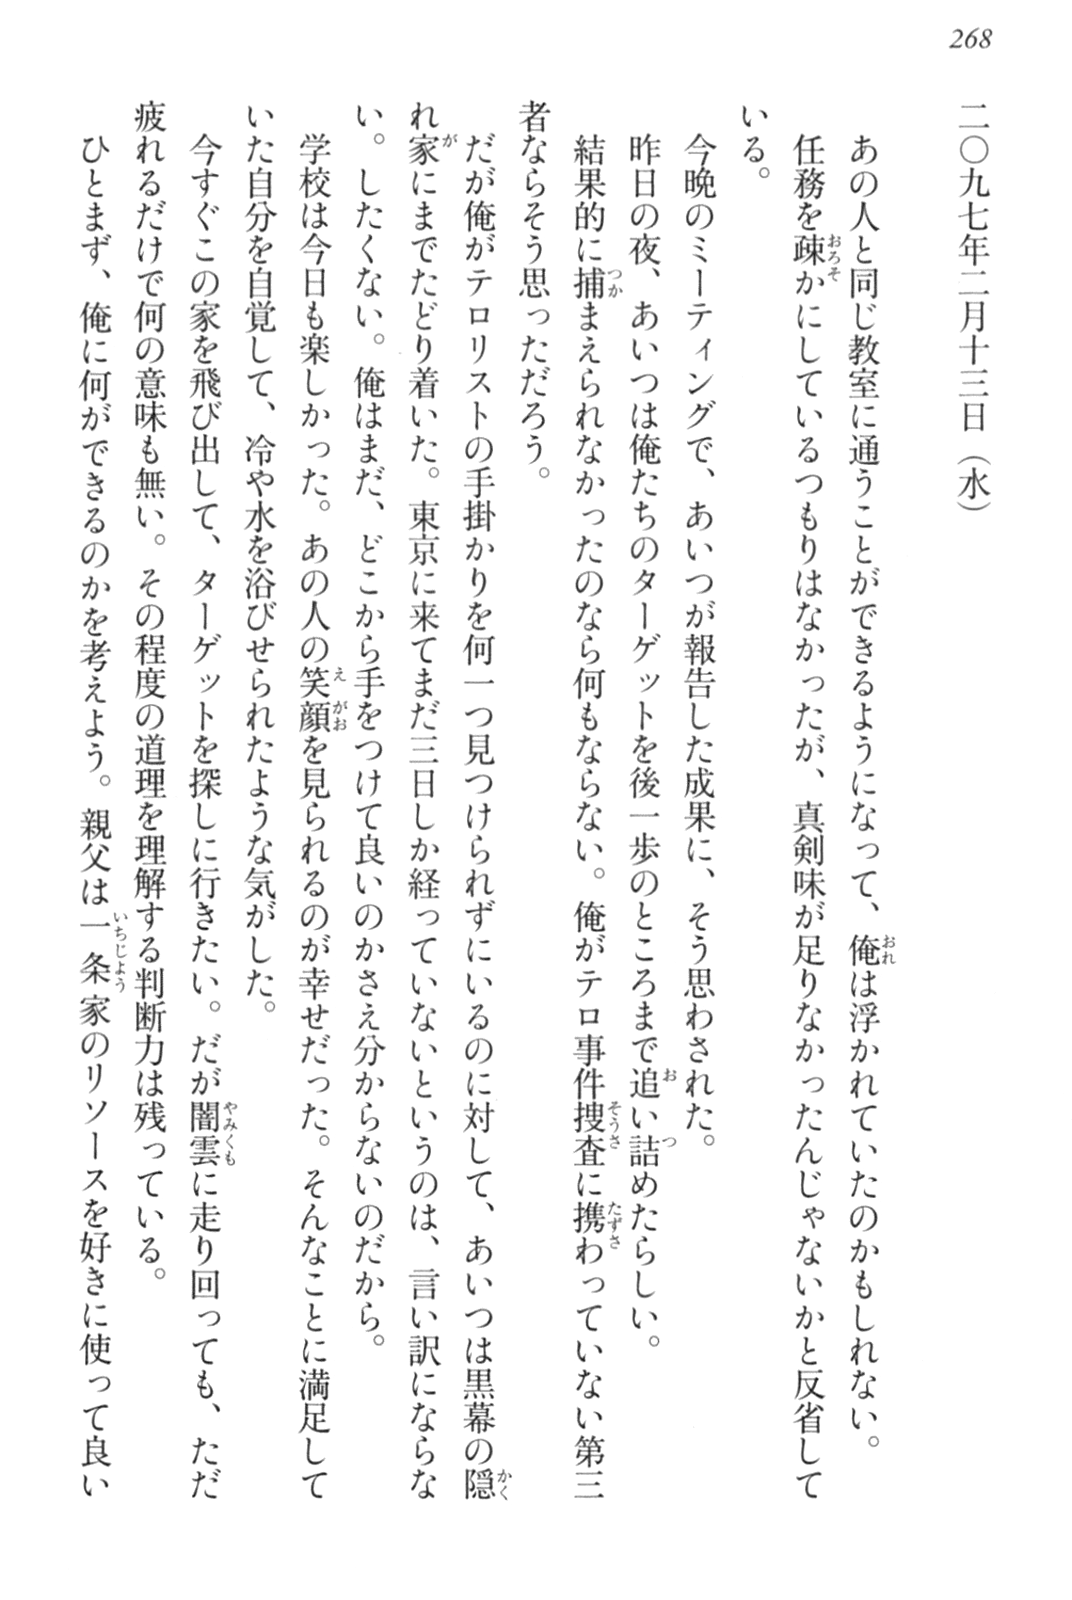 268
二〇九七年二月十三日（水）
あの人と同じ教室に通うことができるようになって、俺は浮かれていたのかもしれない。
任務を疎かにしているつもりはなかったが、真剣味が足りなかったんじゃないかと反省して
いる。
今晩のミーティングで、あいつが報告した成果に、そう思わされた。
昨日の夜、あいつは俺たちのターゲットを後一歩のところまで追い詰めたらしい。
結果的に捕まえられなかったのなら何もならない。俺がテロ事件捜査に携わっていない第三
者ならそう思っただろう。
だが俺がテロリストの手掛かりを何一つ見つけられずにいるのに対して、あいつは黒幕の隠
れ家にまでたどり着いた。東京に来てまだ三日しか経っていないというのは、言い訳にならな
い。したくない。俺はまだ、どこから手をつけて良いのかさえ分からないのだから。
学校は今日も楽しかった。あの人の笑顔を見られるのが幸せだった。そんなことに満足して
いた自分を自覚して、冷や水を浴びせられたような気がした。
今すぐこの家を飛び出して、ターゲットを探しに行きたい。だが闇雲に走り回っても、ただ
疲れるだけで何の意味も無い。その程度の道理を理解する判断力は残っている。
ひとまず、俺に何ができるのかを考えよう。親父は一条家のリソースを好きに使って良い